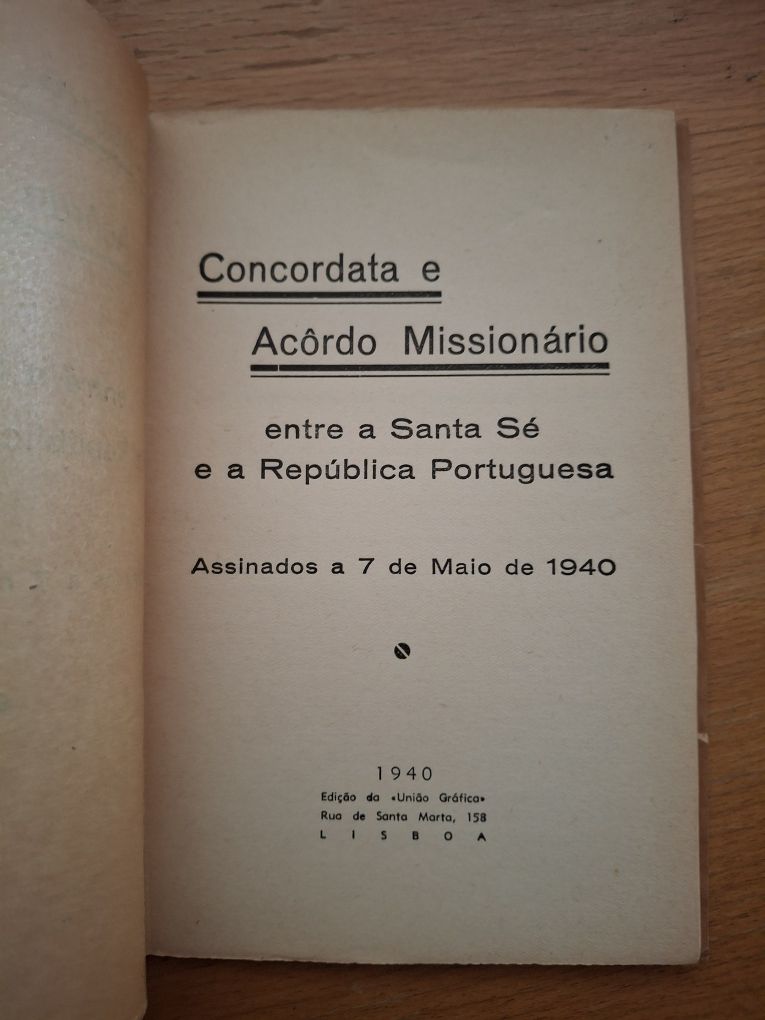 Concordata e
Acôrdo Missionário
entre a Santa Sé
e a República Portuguesa
Assinados a 7 de Maio de 1940
1940
Edição da «União Gráfica»
Rua de Santa Marta, 158
LISBOA